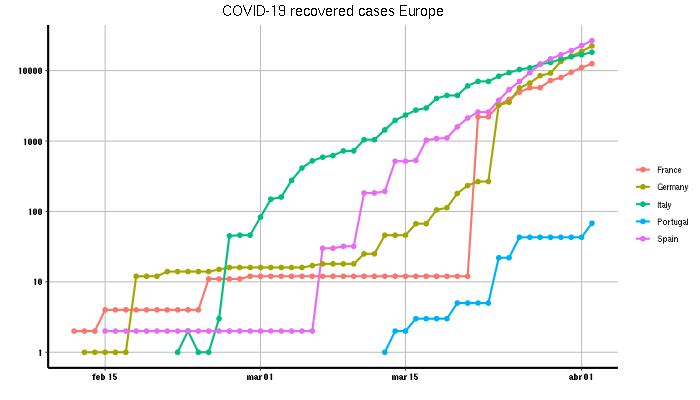 COVID-19 recovered cases Europe
10000
1000
100
10
1
feb 15
mar 01
mar 15
abr 01
France
Germany
Italy
Portugal
Spain